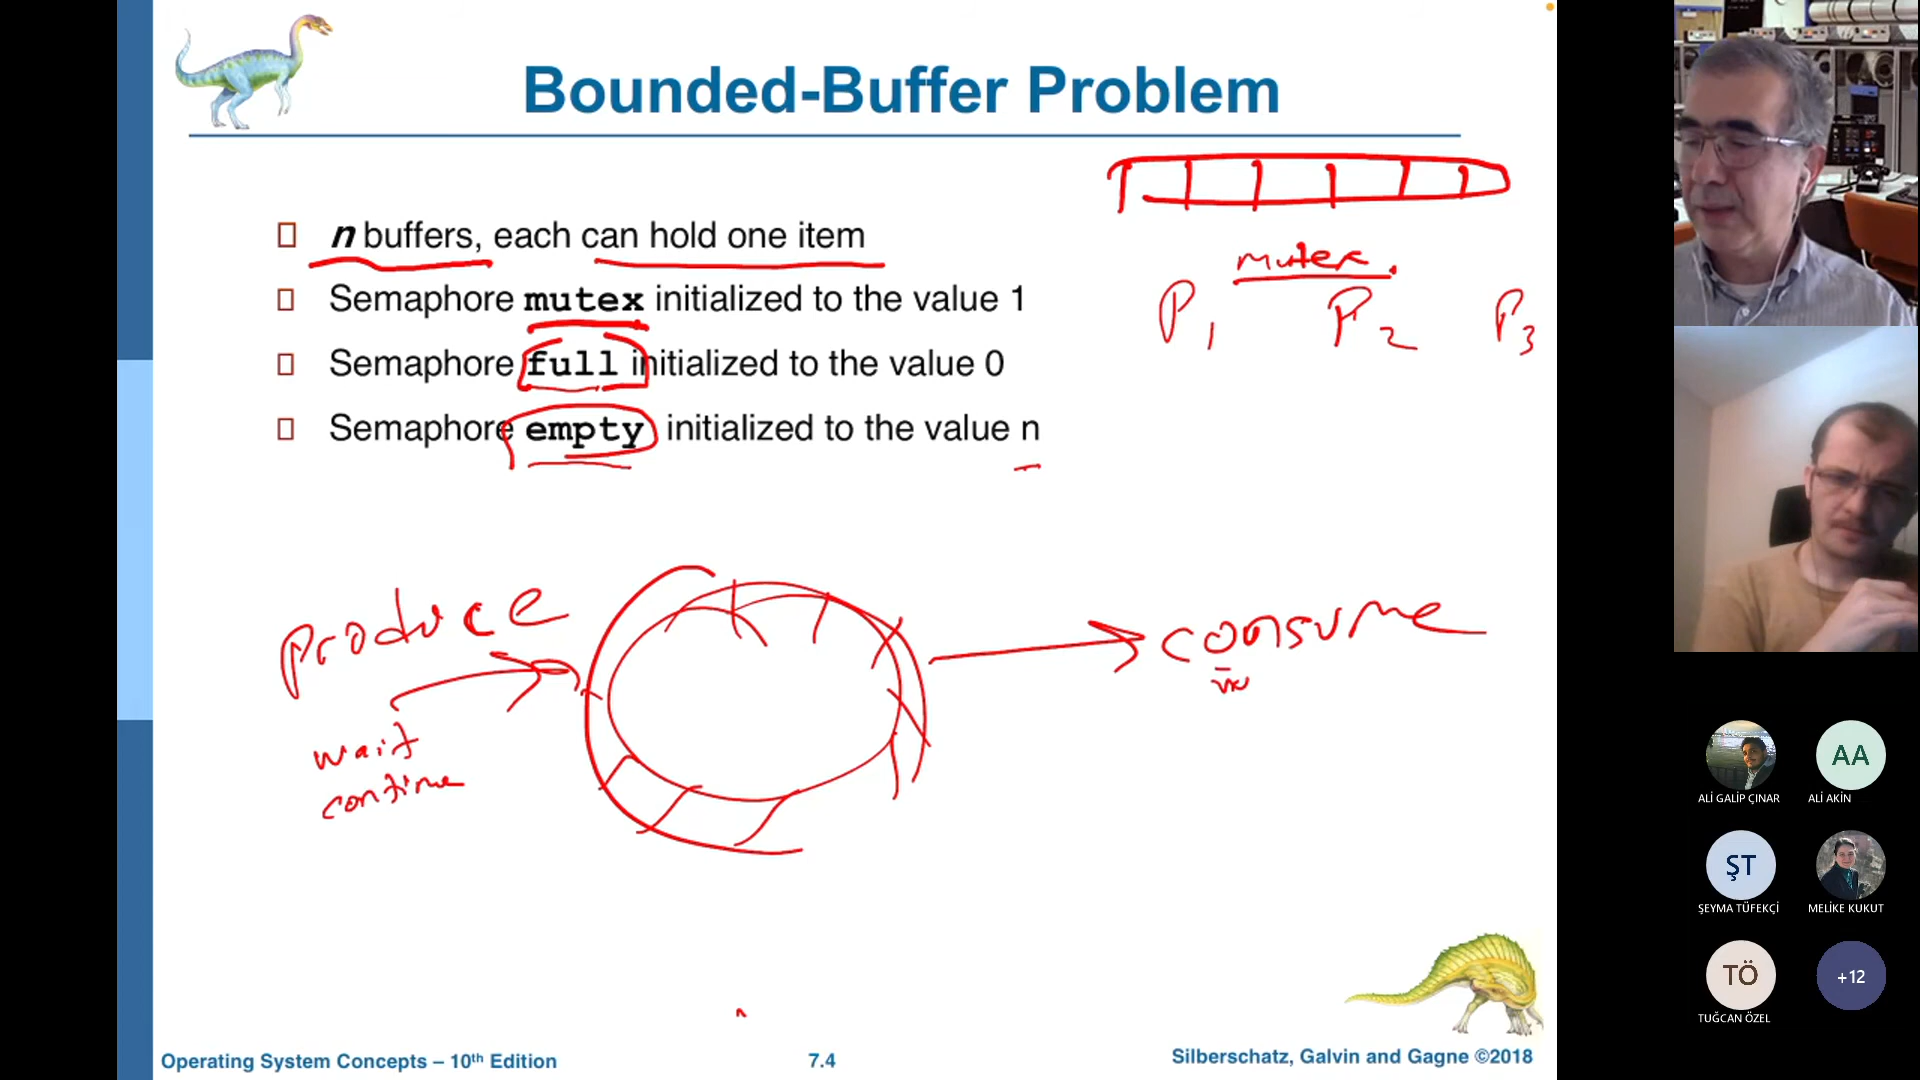 Bounded-Buffer Problem
n buffers, each can hold one item
Semaphore mutex initialized to the value 1
Semaphore full initialized to the value 0
Semaphore empty initialized to the value n
mutex.
P1 P2 P3
produce
consume
wait
continue
Operating System Concepts – 10th Edition
7.4
Silberschatz, Galvin and Gagne ©2018
ALİ GALİP ÇINAR
AA
ALİ AKİN
ŞT
ŞEYMA TÜFEKÇİ
MELİKE KUKUT
TÖ
TUĞCAN ÖZEL
+12